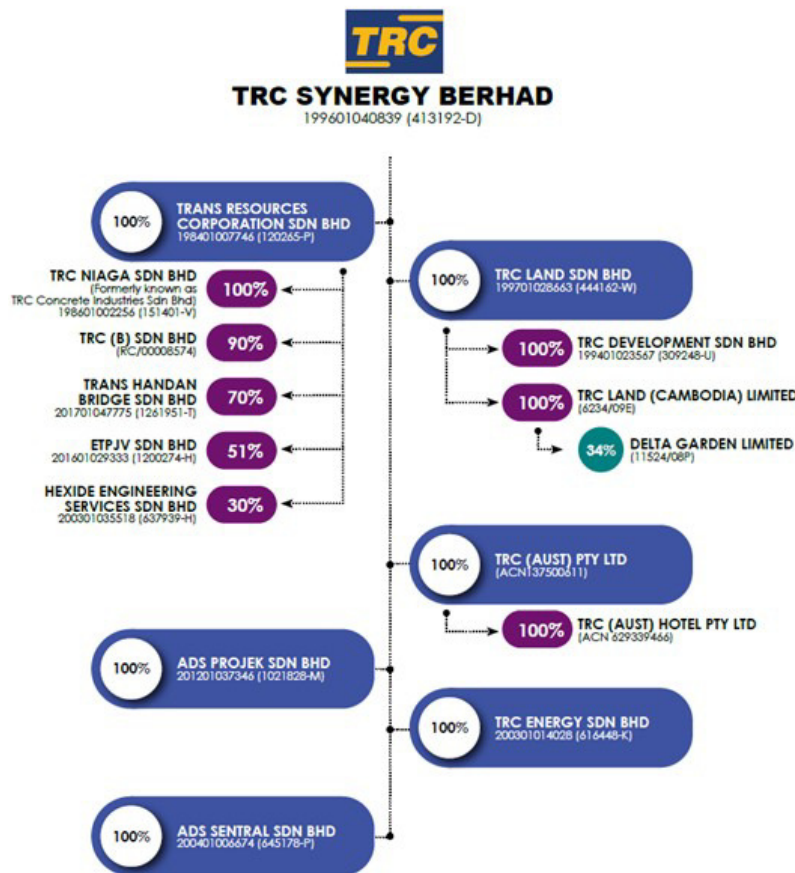 TRC
TRC SYNERGY BERHAD
199601040839 (413192-D)
100%
TRANS RESOURCES
CORPORATION SDN BHD
198401007746 (120265-P)
TRC NIAGA SDN BHD
(Formerly known as
TRC Concrete Industries Sdn Bhd)
198601002256 (151401-V)
100%
TRC (B) SDN BHD
(RC/00008574)
90%
TRANS HANDAN
BRIDGE SDN BHD
201701047775 (1261951-T)
70%
ETPJV SDN BHD
201601029333 (1200274-H)
51%
HEXIDE ENGINEERING
SERVICES SDN BHD
200301035518 (637939-H)
30%
100%
TRC LAND SDN BHD
199701028663 (444162-W)
100%
TRC DEVELOPMENT SDN BHD
199401023567 (309248-U)
100%
TRC LAND (CAMBODIA) LIMITED
(6234/09E)
34%
DELTA GARDEN LIMITED
(11524/08P)
100%
TRC (AUST) PTY LTD
(ACN137500611)
100%
TRC (AUST) HOTEL PTY LTD
(ACN 629339466)
100%
ADS PROJEK SDN BHD
201201037346 (1021828-M)
100%
TRC ENERGY SDN BHD
200301014028 (616448-K)
100%
ADS SENTRAL SDN BHD
200401006674 (645178-P)